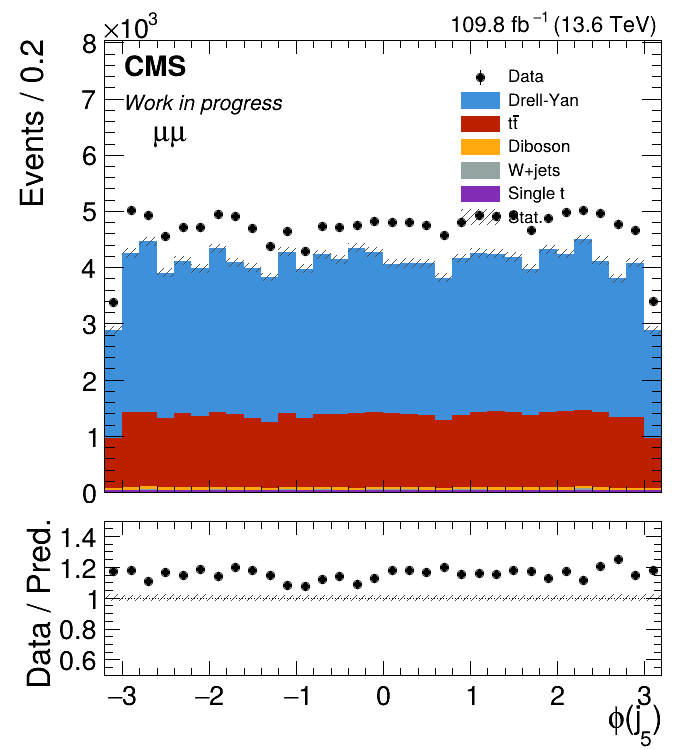 ×10³
109.8 fb⁻¹ (13.6 TeV)
CMS
Work in progress
μμ
Data
Drell-Yan
tt̅
Diboson
W+jets
Single t
Stat.
Events / 0.2
8
7
6
5
4
3
2
1
0
Data / Pred.
1.4
1.2
1
0.8
0.6
−3 −2 −1 0 1 2 3
φ(j₅)